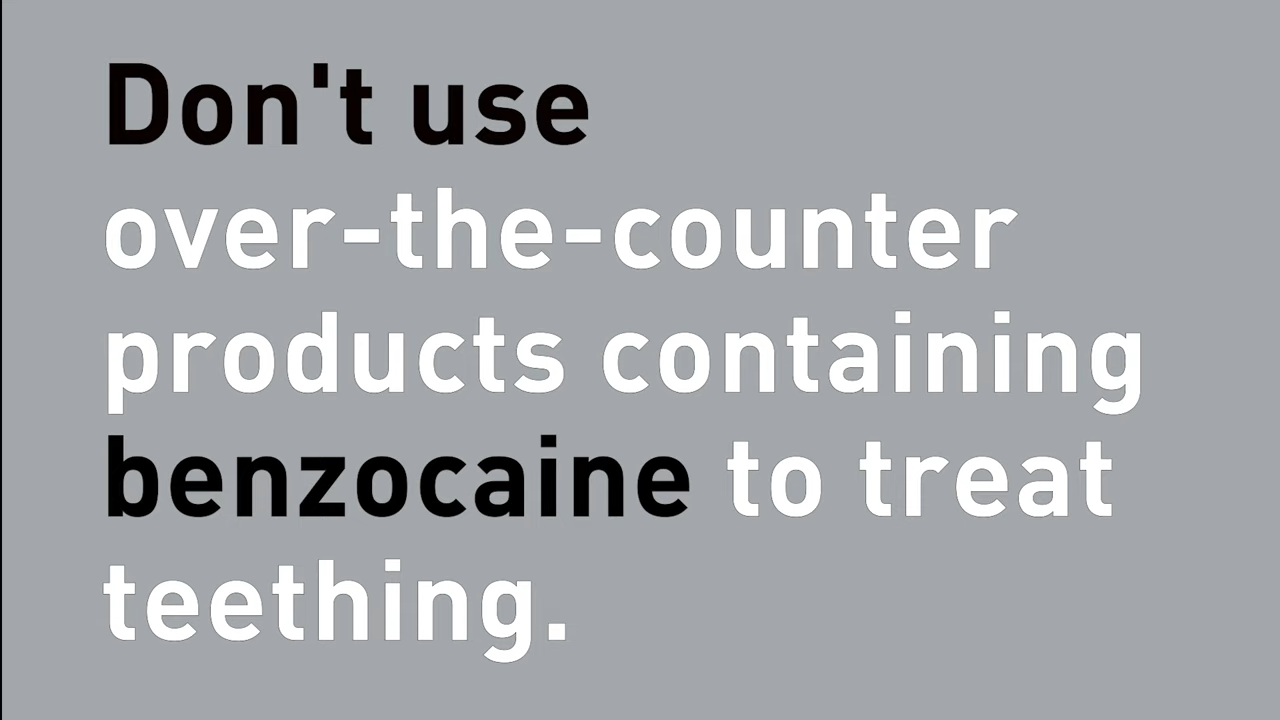 Don't use
over-the-counter
products containing
benzocaine to treat
teething.